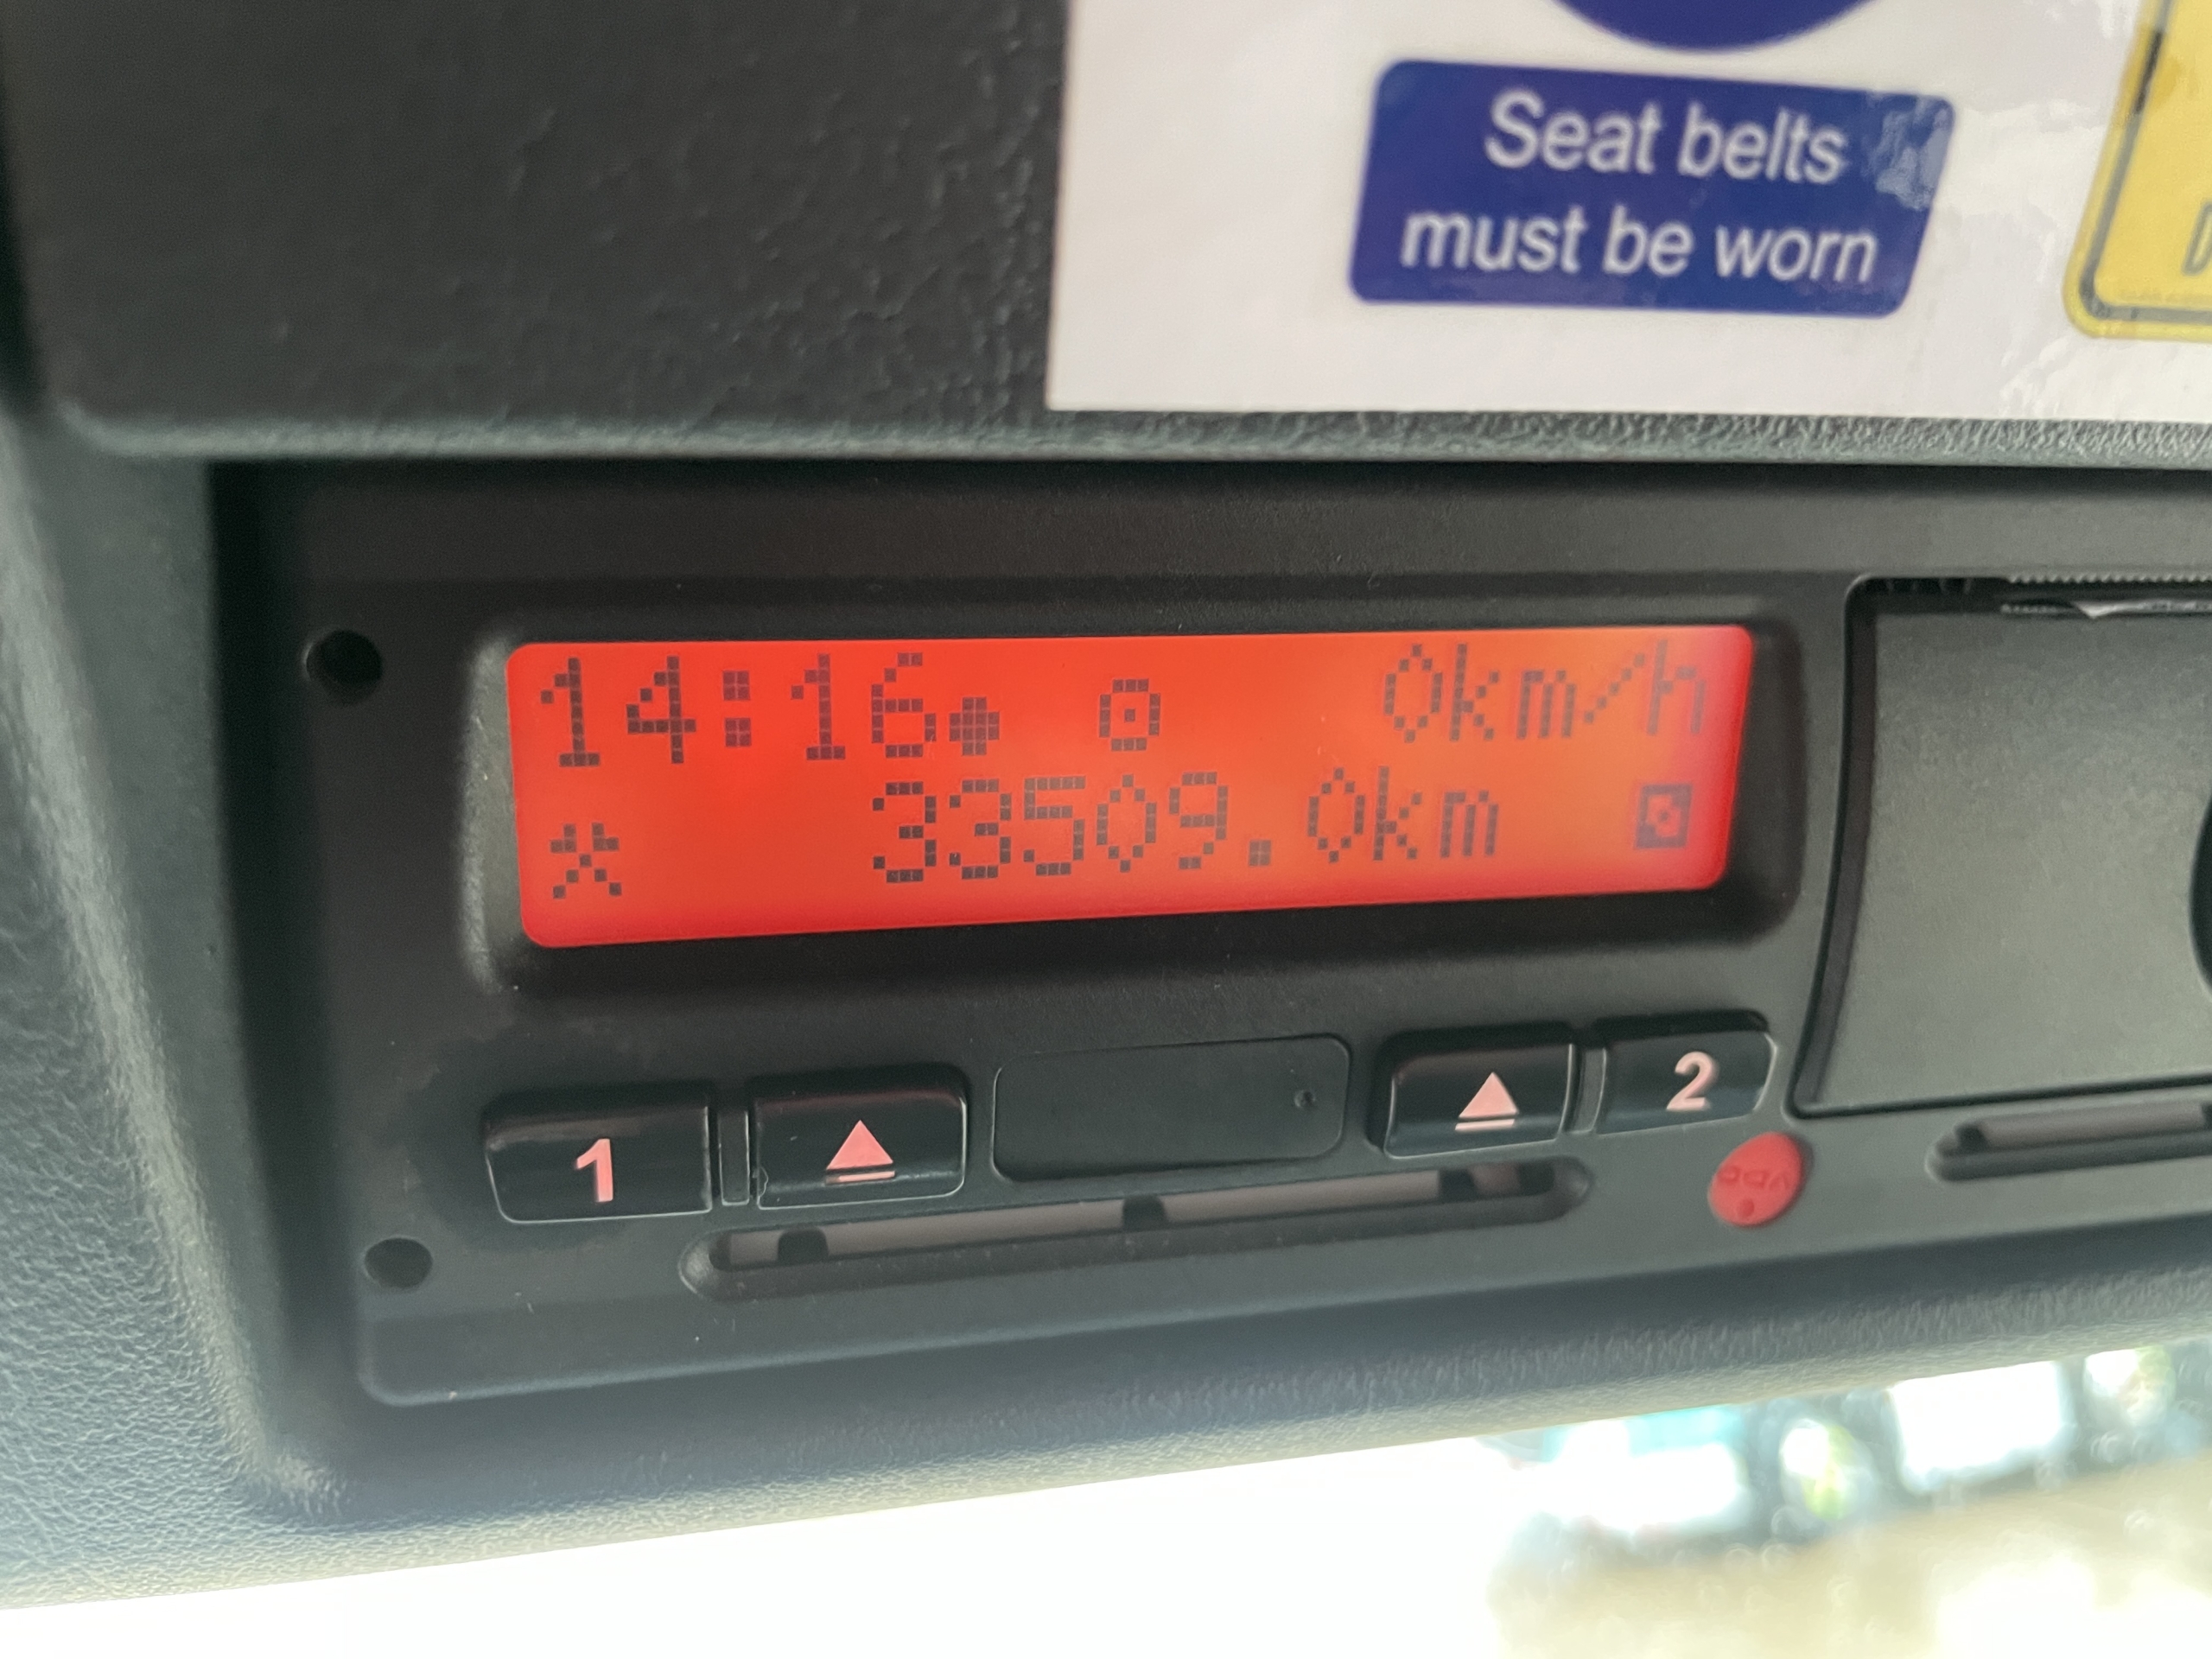 Seat belts
must be worn
14:16 0km/h
33509.0km
1
2